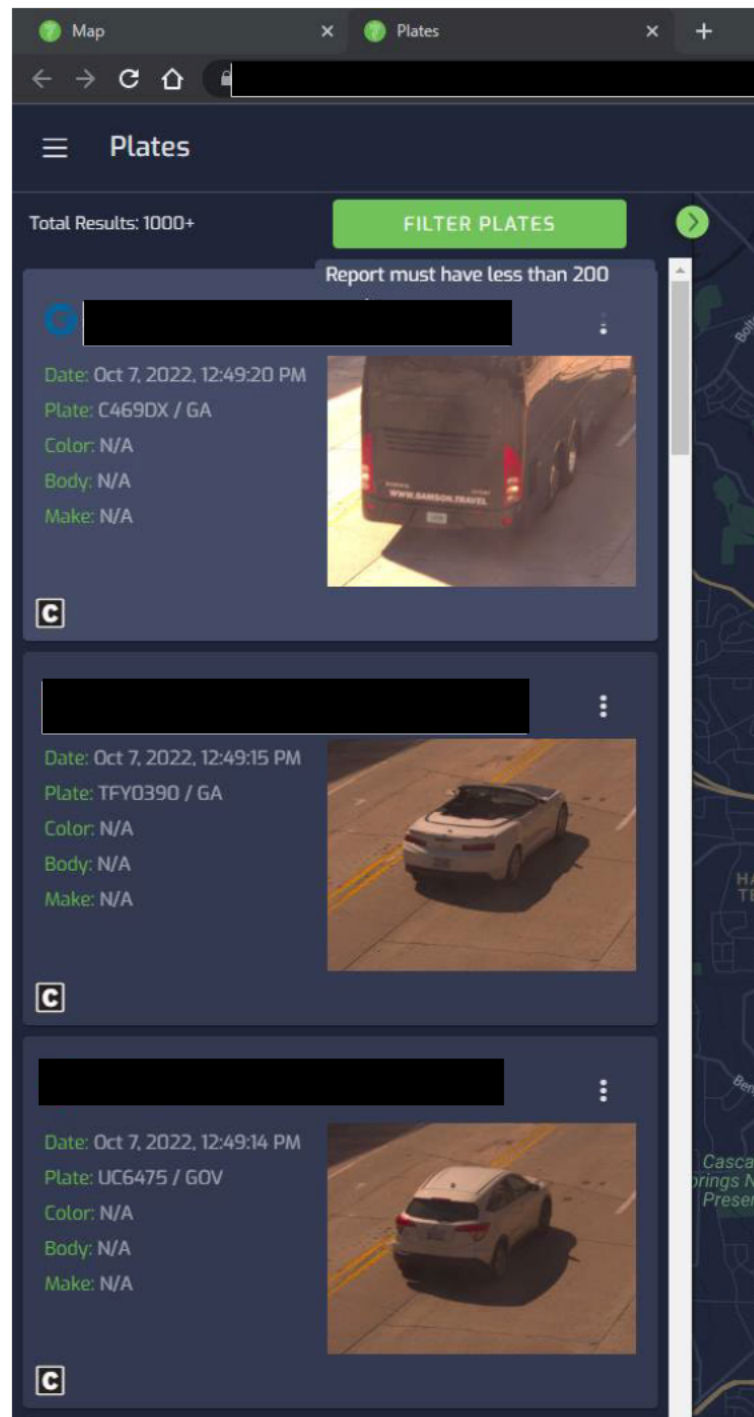 Map
Plates
Plates
Total Results: 1000+
FILTER PLATES
Report must have less than 200
G
Date: Oct 7, 2022, 12:49:20 PM
Plate: C469DX / GA
Color: N/A
Body: N/A
Make: N/A
WWW.SAMSON.TRAVEL
C
Date: Oct 7, 2022, 12:49:15 PM
Plate: TFY0390 / GA
Color: N/A
Body: N/A
Make: N/A
C
Date: Oct 7, 2022, 12:49:14 PM
Plate: UC6475 / GOV
Color: N/A
Body: N/A
Make: N/A
C